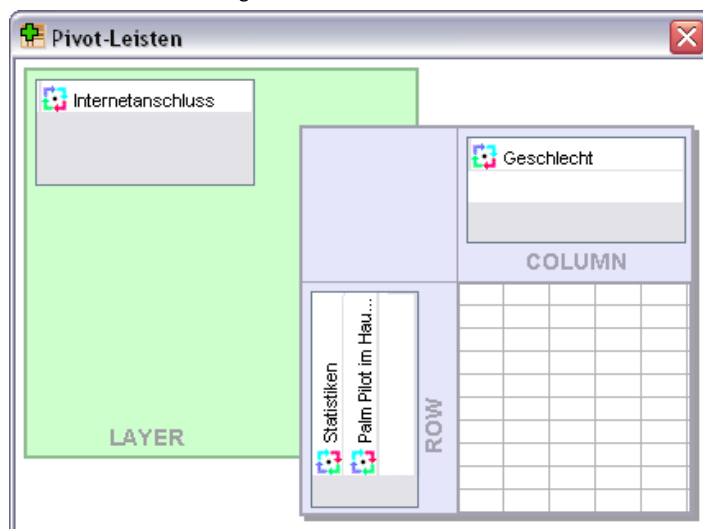 Pivot-Leisten
Internetanschluss
Geschlecht
COLUMN
Statistiken
Palm Pilot im Hau...
ROW
LAYER